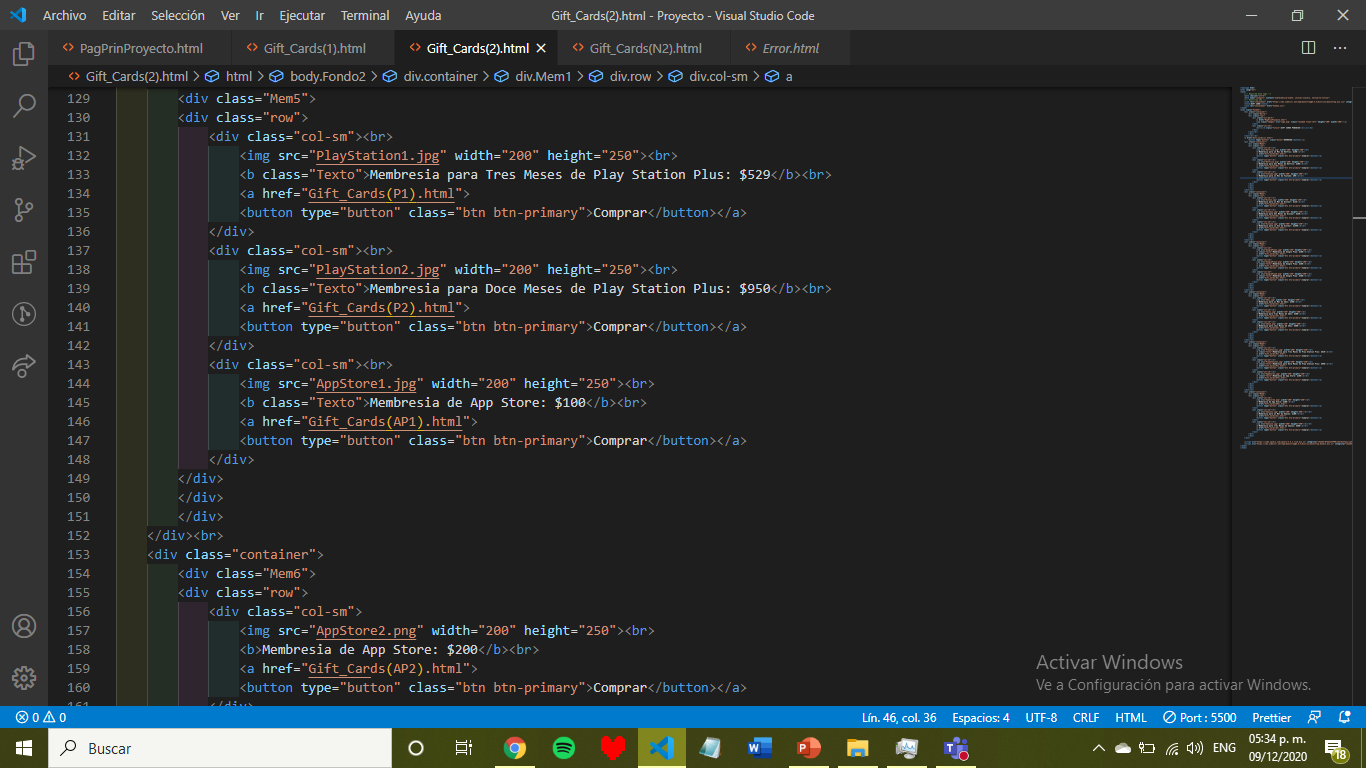 Archivo Editar Selección Ver Ir Ejecutar Terminal Ayuda Gift_Cards(2).html - Proyecto - Visual Studio Code
PagPrinProyecto.html Gift_Cards(1).html Gift_Cards(2).html Gift_Cards(N2).html Error.html
Gift_Cards(2).html > html > body.Fondo2 > div.container > div.Mem1 > div.row > div.col-sm > a
129 <div class="Mem5">
130 <div class="row">
131 <div class="col-sm"><br>
132 <img src="PlayStation1.jpg" width="200" height="250"><br>
133 <b class="Texto">Membresia para Tres Meses de Play Station Plus: $529</b><br>
134 <a href="Gift_Cards(P1).html">
135 <button type="button" class="btn btn-primary">Comprar</button></a>
136 </div>
137 <div class="col-sm"><br>
138 <img src="PlayStation2.jpg" width="200" height="250"><br>
139 <b class="Texto">Membresia para Doce Meses de Play Station Plus: $950</b><br>
140 <a href="Gift_Cards(P2).html">
141 <button type="button" class="btn btn-primary">Comprar</button></a>
142 </div>
143 <div class="col-sm"><br>
144 <img src="AppStore1.jpg" width="200" height="250"><br>
145 <b class="Texto">Membresia de App Store: $100</b><br>
146 <a href="Gift_Cards(AP1).html">
147 <button type="button" class="btn btn-primary">Comprar</button></a>
148 </div>
149 </div>
150 </div>
151 </div>
152 </div><br>
153 <div class="container">
154 <div class="Mem6">
155 <div class="row">
156 <div class="col-sm">
157 <img src="AppStore2.png" width="200" height="250"><br>
158 <b>Membresia de App Store: $200</b><br>
159 <a href="Gift_Cards(AP2).html">
160 <button type="button" class="btn btn-primary">Comprar</button></a>
161 </div>
Activar Windows
Ve a Configuración para activar Windows.
0 0 Lín. 46, col. 36 Espacios: 4 UTF-8 CRLF HTML Port : 5500 Prettier
Buscar ENG 05:34 p. m.
09/12/2020 18